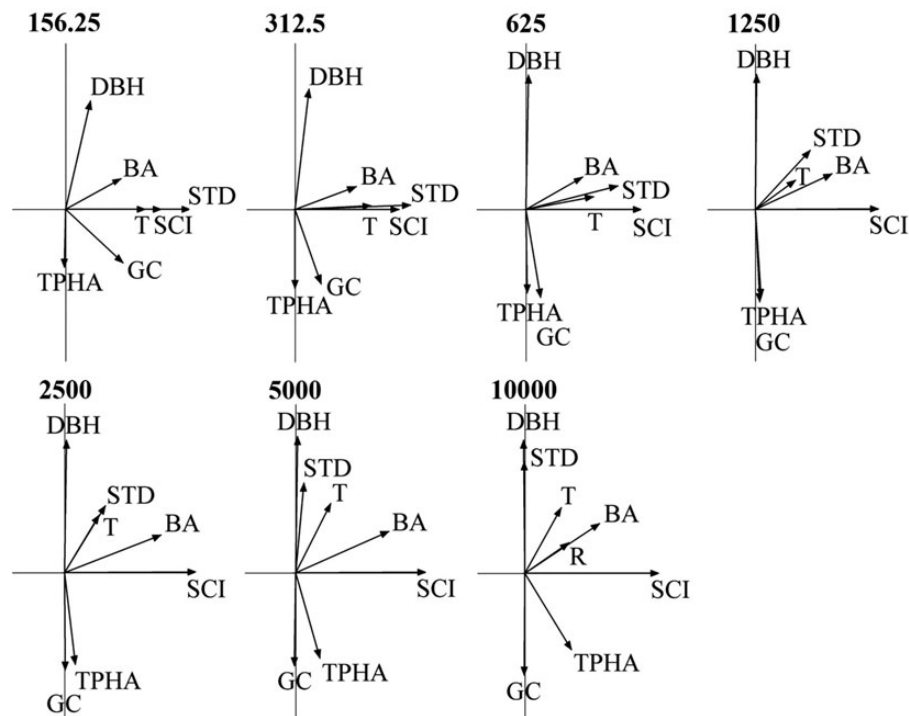 156.25
DBH
BA
STD
T SCI
GC
TPHA
312.5
DBH
BA
STD
T SCI
GC
TPHA
625
DBH
BA
STD
T
SCI
TPHA
GC
1250
DBH
STD
T BA
SCI
TPHA
GC
2500
DBH
STD
T
BA
SCI
TPHA
GC
5000
DBH
STD
T
BA
SCI
GC TPHA
10000
DBH
STD
T
BA
R
SCI
TPHA
GC